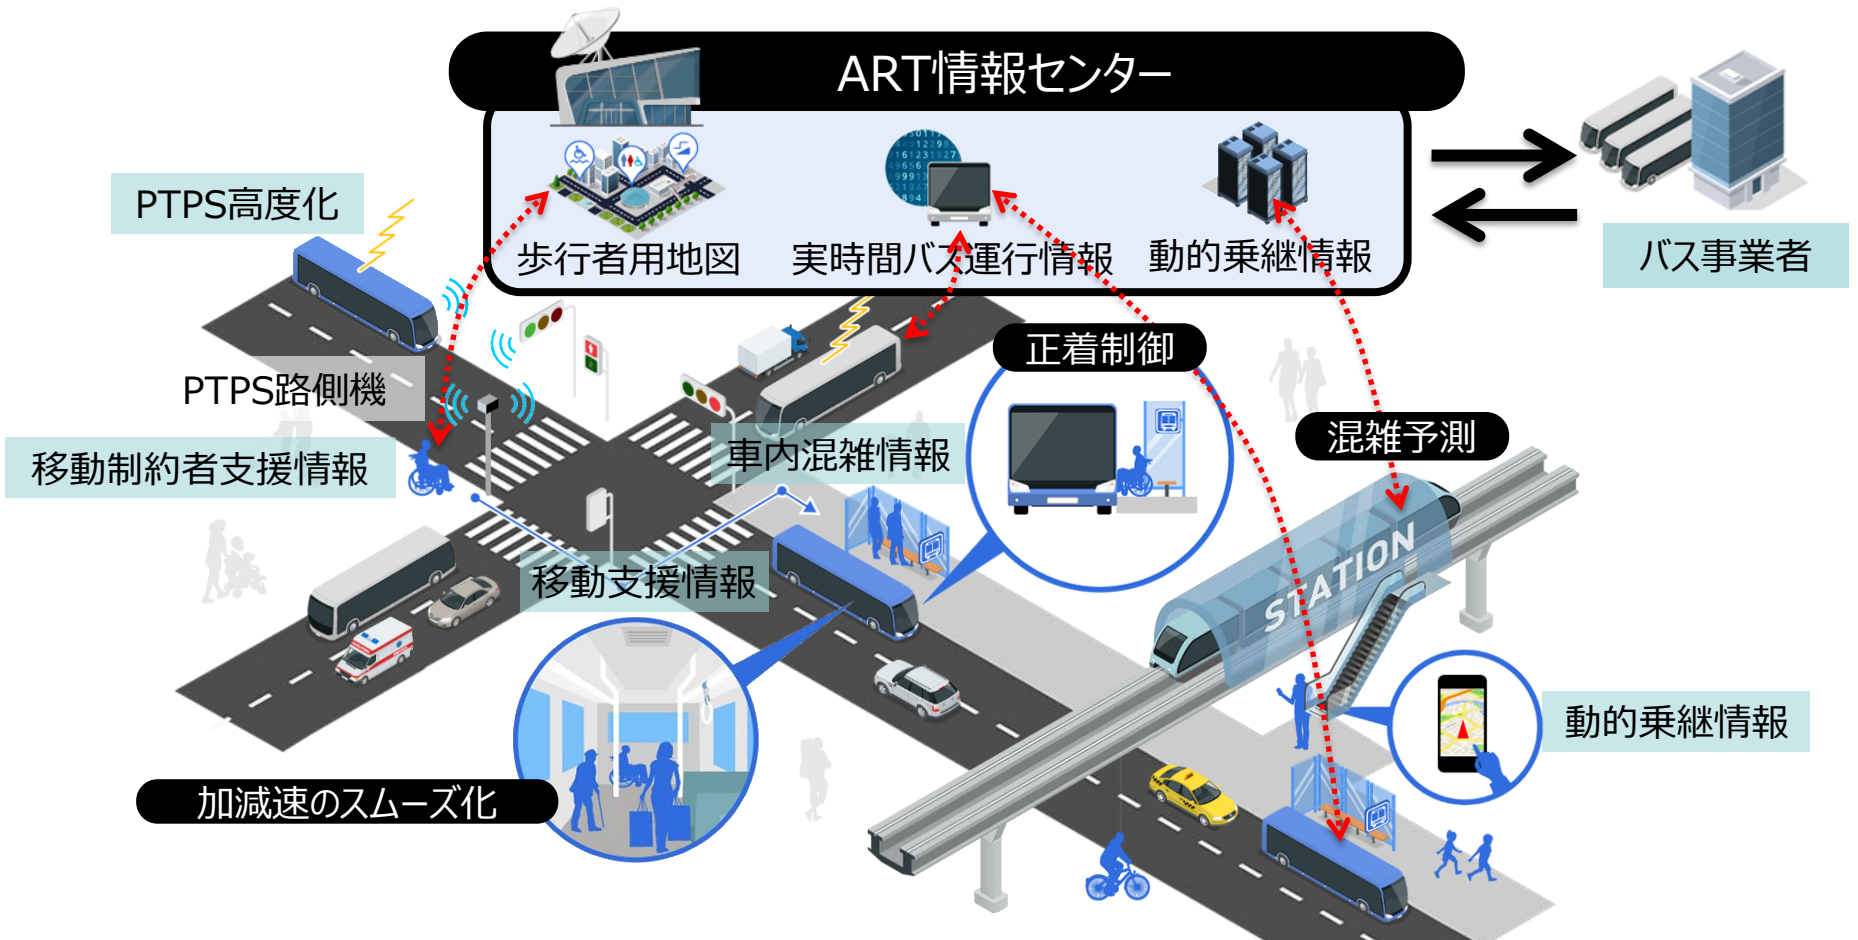 ART情報センター
歩行者用地図
実時間バス運行情報
動的乗継情報
バス事業者
PTPS高度化
PTPS路側機
正着制御
移動制約者支援情報
車内混雑情報
混雑予測
移動支援情報
STATION
動的乗継情報
加減速のスムーズ化